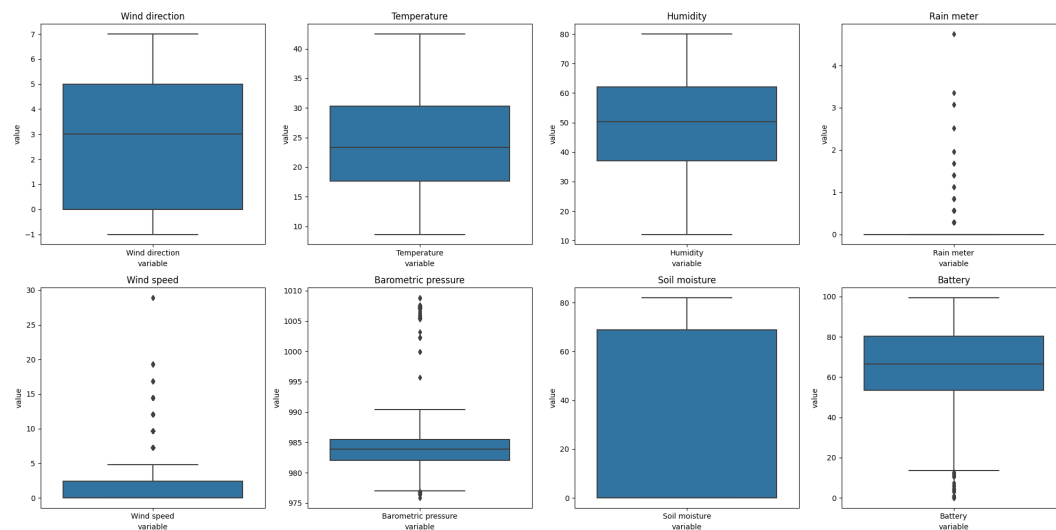 Wind direction
Temperature
Humidity
Rain meter
7
6
5
4
3
2
1
0
−1
value
Wind direction
variable
40
35
30
25
20
15
10
value
Temperature
variable
80
70
60
50
40
30
20
10
value
Humidity
variable
4
3
2
1
0
value
Rain meter
variable
Wind speed
Barometric pressure
Soil moisture
Battery
30
25
20
15
10
5
0
value
Wind speed
variable
1010
1005
1000
995
990
985
980
975
value
Barometric pressure
variable
80
60
40
20
0
value
Soil moisture
variable
100
80
60
40
20
0
value
Battery
variable